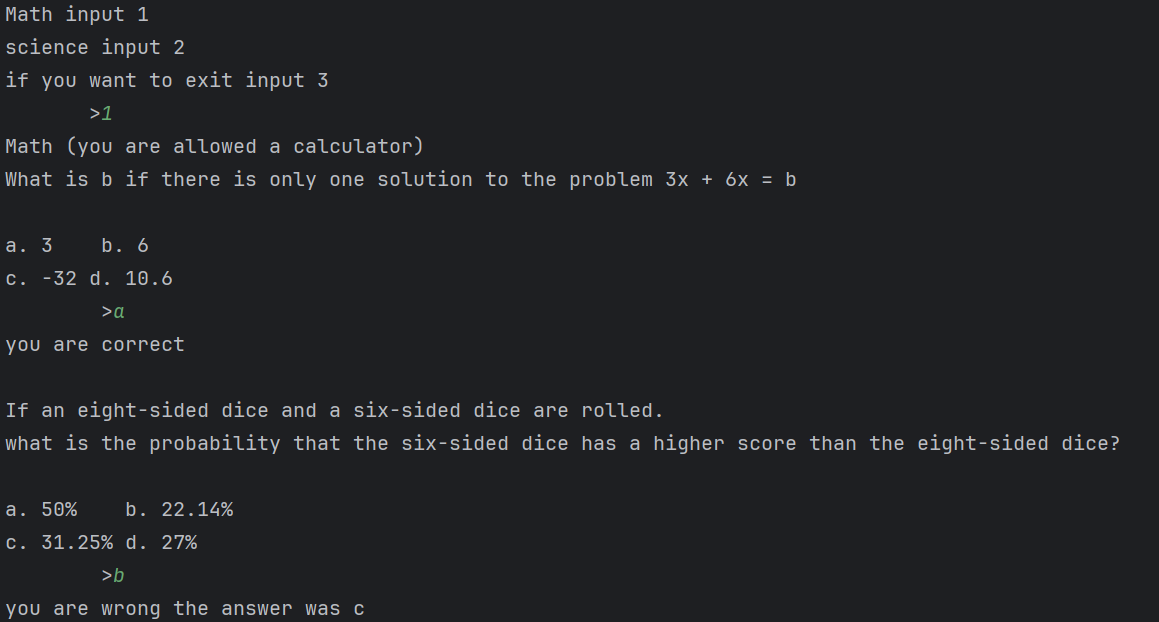 Math input 1
science input 2
if you want to exit input 3
>1
Math (you are allowed a calculator)
What is b if there is only one solution to the problem 3x + 6x = b
a. 3    b. 6
c. -32 d. 10.6
>a
you are correct
If an eight-sided dice and a six-sided dice are rolled.
what is the probability that the six-sided dice has a higher score than the eight-sided dice?
a. 50%    b. 22.14%
c. 31.25% d. 27%
>b
you are wrong the answer was c